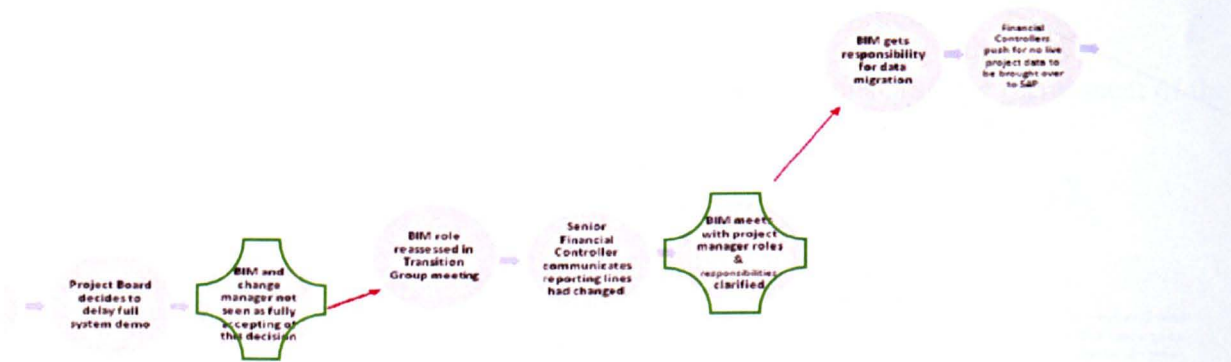 Project Board
decides to
delay full
system demo
BIM and
change
manager not
seen as fully
accepting of
this decision
BIM role
reassessed in
Transition
Group meeting
Senior
Financial
Controller
communicates
reporting lines
had changed
BIM meets
with project
manager roles
&
responsibilities
clarified
BIM gets
responsibility
for data
migration
Financial
Controllers
push for no live
project data to
be brought over
to SAP